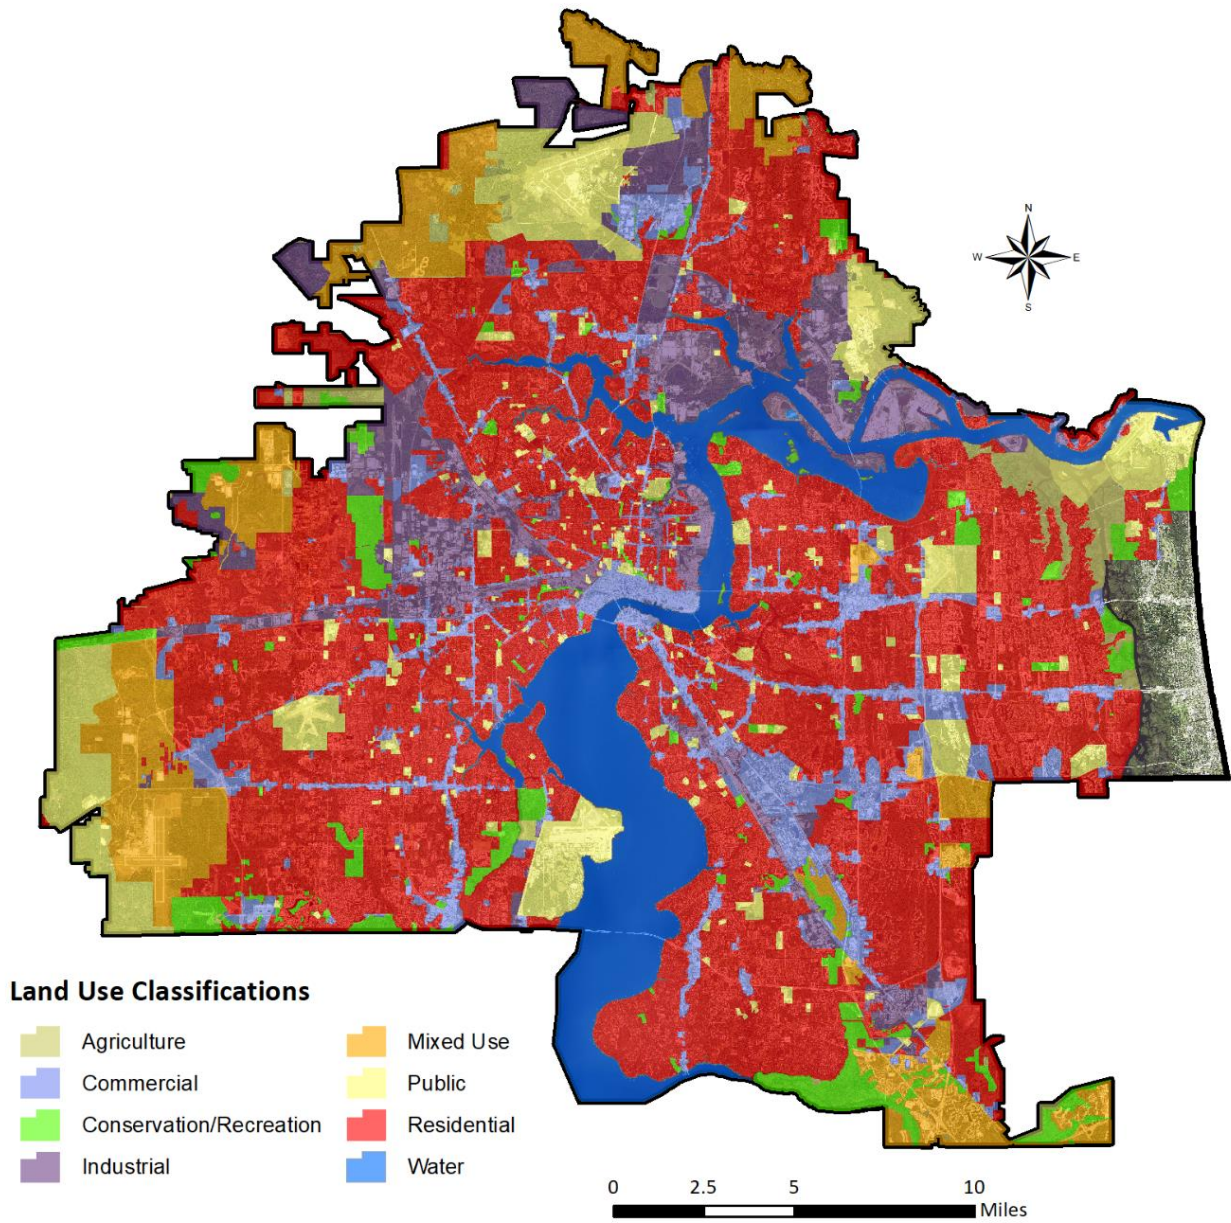 N
W E
S
Land Use Classifications
Agriculture
Commercial
Conservation/Recreation
Industrial
Mixed Use
Public
Residential
Water
0 2.5 5 10
Miles